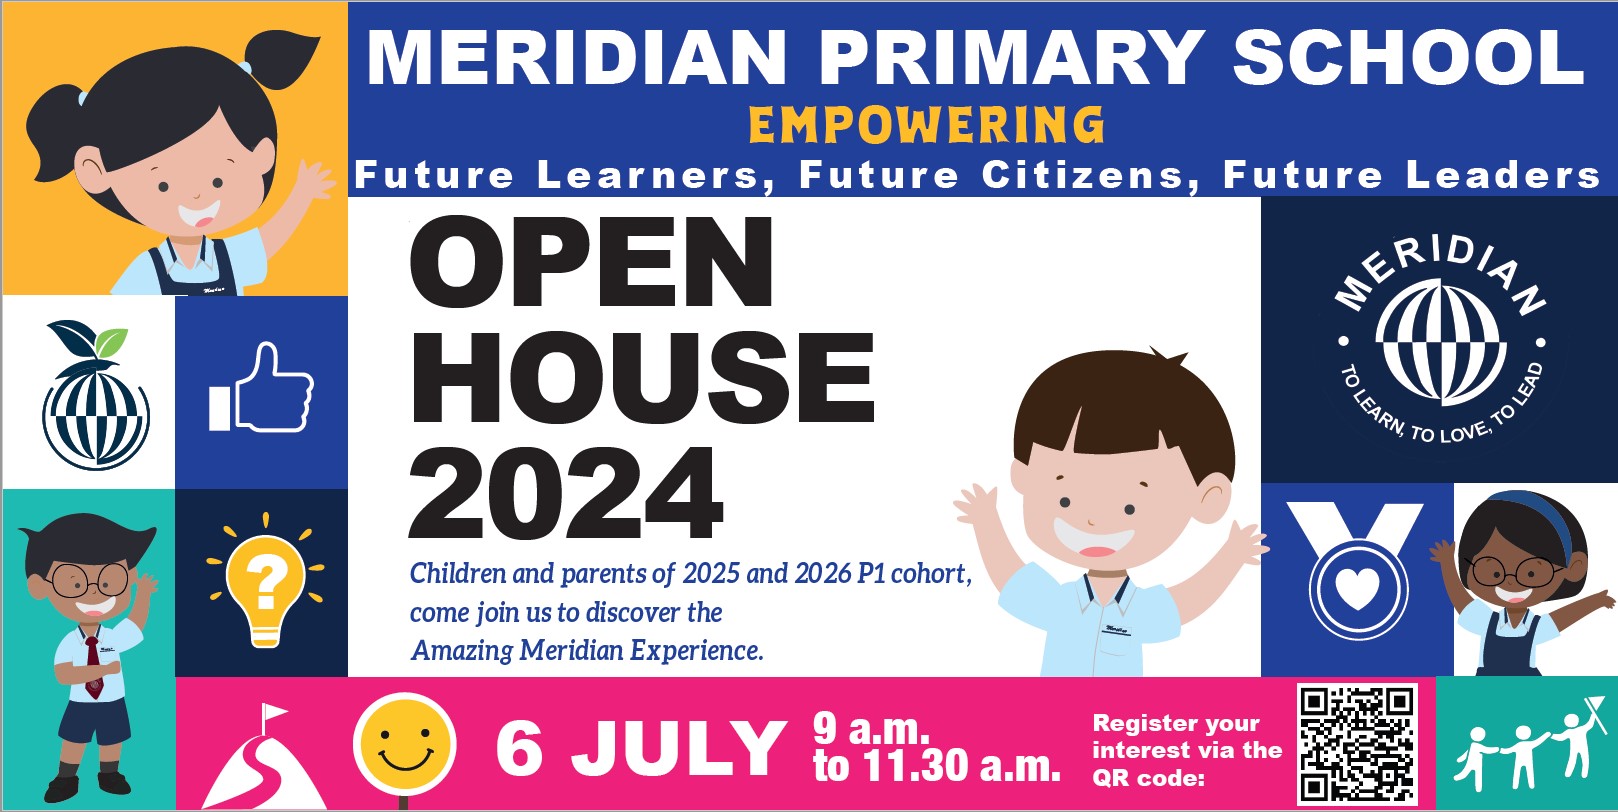 MERIDIAN PRIMARY SCHOOL
EMPOWERING
Future Learners, Future Citizens, Future Leaders
OPEN
HOUSE
2024
Children and parents of 2025 and 2026 P1 cohort,
come join us to discover the
Amazing Meridian Experience.
MERIDIAN
TO LEARN, TO LOVE, TO LEAD
?
6 JULY
9 a.m.
to 11.30 a.m.
Register your
interest via the
QR code:
Meridian
Meridian